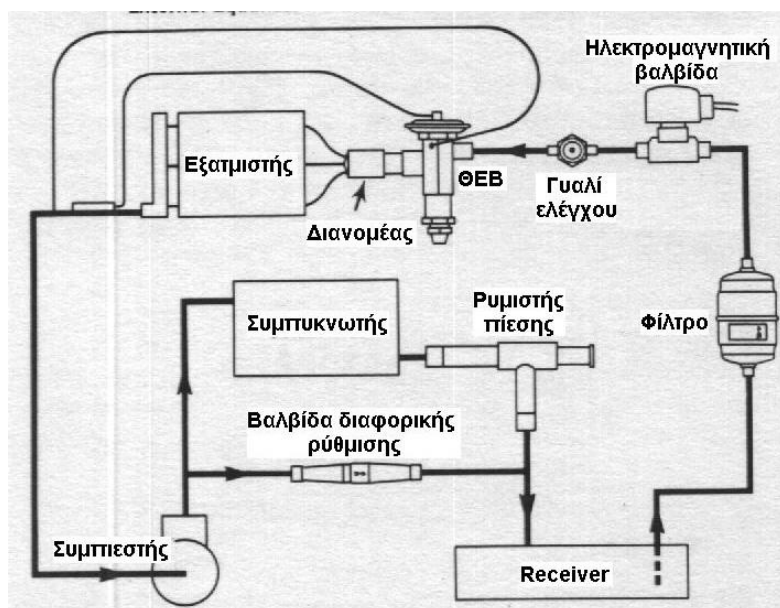 Ηλεκτρομαγνητική
βαλβίδα
Εξατμιστής
ΘΕΒ
Γυαλί
ελέγχου
Διανομέας
Ρυμιστής
πίεσης
Συμπυκνωτής
Φίλτρο
Βαλβίδα διαφορικής
ρύθμισης
Συμπιεστής
Receiver